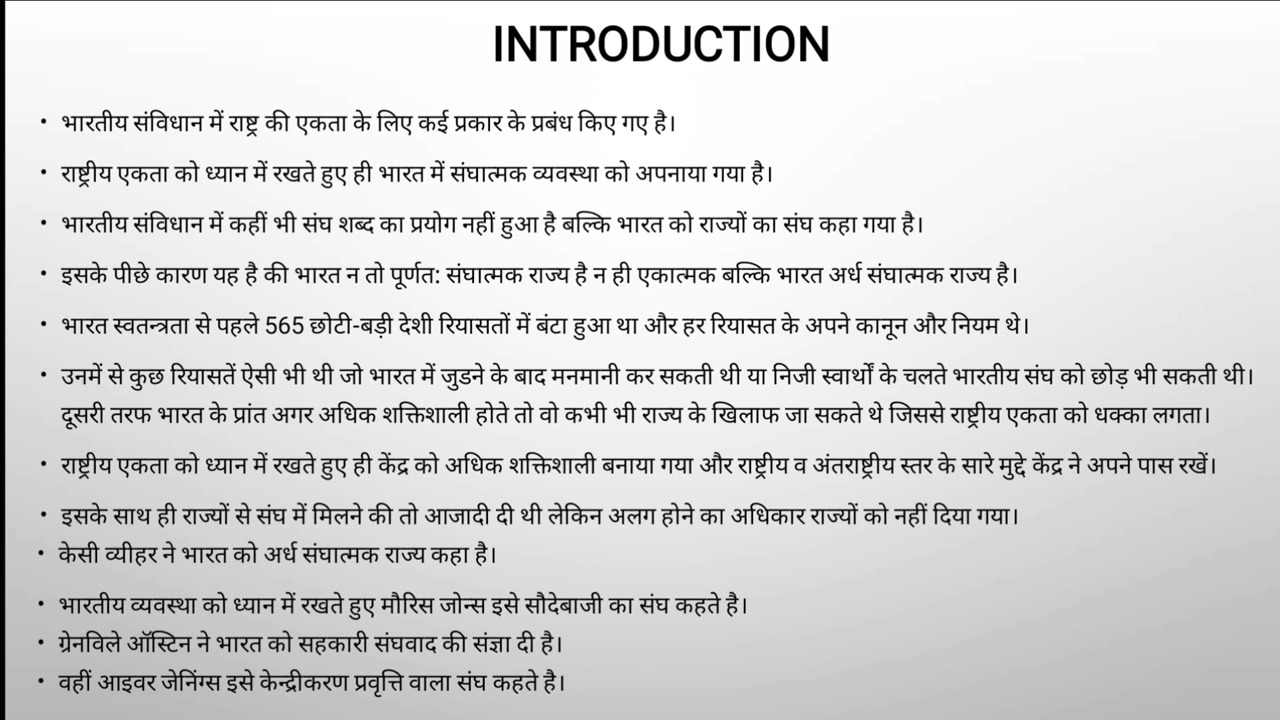 INTRODUCTION
• भारतीय संविधान में राष्ट्र की एकता के लिए कई प्रकार के प्रबंध किए गए है।
• राष्ट्रीय एकता को ध्यान में रखते हुए ही भारत में संघात्मक व्यवस्था को अपनाया गया है।
• भारतीय संविधान में कहीं भी संघ शब्द का प्रयोग नहीं हुआ है बल्कि भारत को राज्यों का संघ कहा गया है।
• इसके पीछे कारण यह है की भारत न तो पूर्णत: संघात्मक राज्य है न ही एकात्मक बल्कि भारत अर्ध संघात्मक राज्य है।
• भारत स्वतन्त्रता से पहले 565 छोटी-बड़ी देशी रियासतों में बंटा हुआ था और हर रियासत के अपने कानून और नियम थे।
• उनमें से कुछ रियासतें ऐसी भी थी जो भारत में जुडने के बाद मनमानी कर सकती थी या निजी स्वार्थों के चलते भारतीय संघ को छोड़ भी सकती थी।
दूसरी तरफ भारत के प्रांत अगर अधिक शक्तिशाली होते तो वो कभी भी राज्य के खिलाफ जा सकते थे जिससे राष्ट्रीय एकता को धक्का लगता।
• राष्ट्रीय एकता को ध्यान में रखते हुए ही केंद्र को अधिक शक्तिशाली बनाया गया और राष्ट्रीय व अंतराष्ट्रीय स्तर के सारे मुद्दे केंद्र ने अपने पास रखें।
• इसके साथ ही राज्यों से संघ में मिलने की तो आजादी दी थी लेकिन अलग होने का अधिकार राज्यों को नहीं दिया गया।
• केसी व्यीहर ने भारत को अर्ध संघात्मक राज्य कहा है।
• भारतीय व्यवस्था को ध्यान में रखते हुए मौरिस जोन्स इसे सौदेबाजी का संघ कहते है।
• ग्रेनविले ऑस्टिन ने भारत को सहकारी संघवाद की संज्ञा दी है।
• वहीं आइवर जेनिंग्स इसे केन्द्रीकरण प्रवृत्ति वाला संघ कहते है।